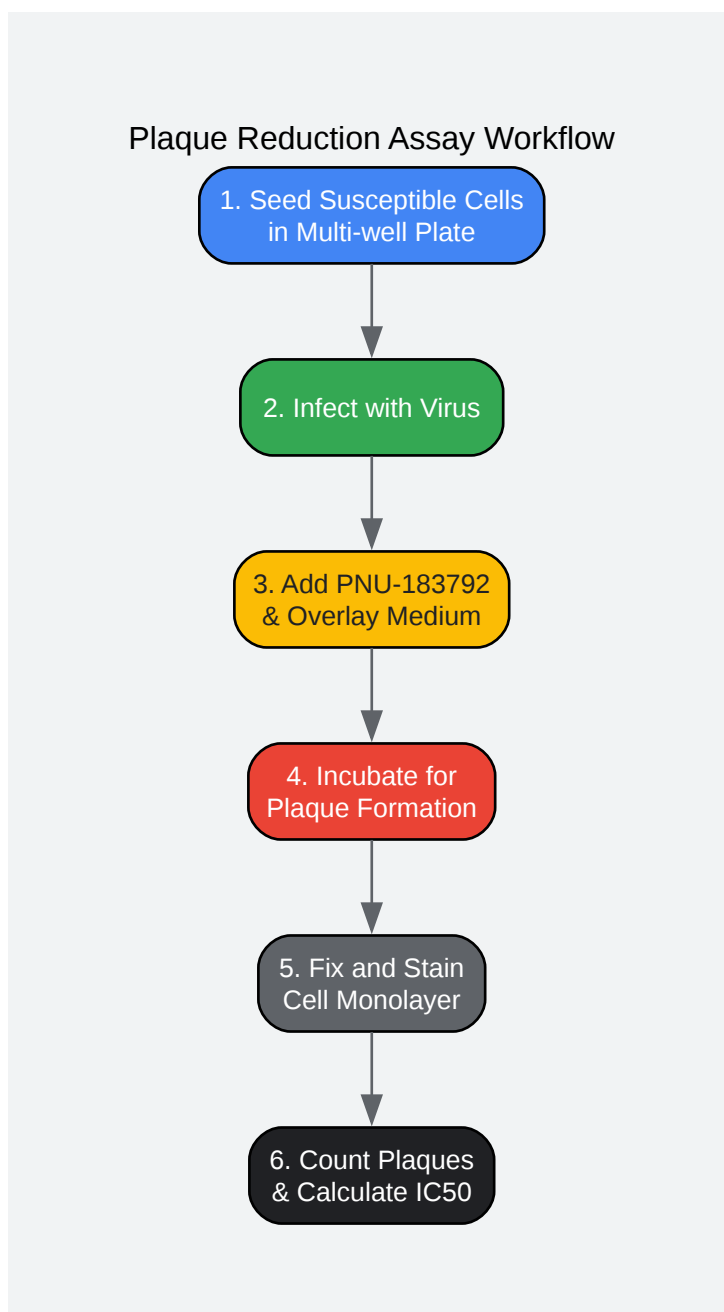 Plaque Reduction Assay Workflow
1. Seed Susceptible Cells
in Multi-well Plate
2. Infect with Virus
3. Add PNU-183792
& Overlay Medium
4. Incubate for
Plaque Formation
5. Fix and Stain
Cell Monolayer
6. Count Plaques
& Calculate IC50